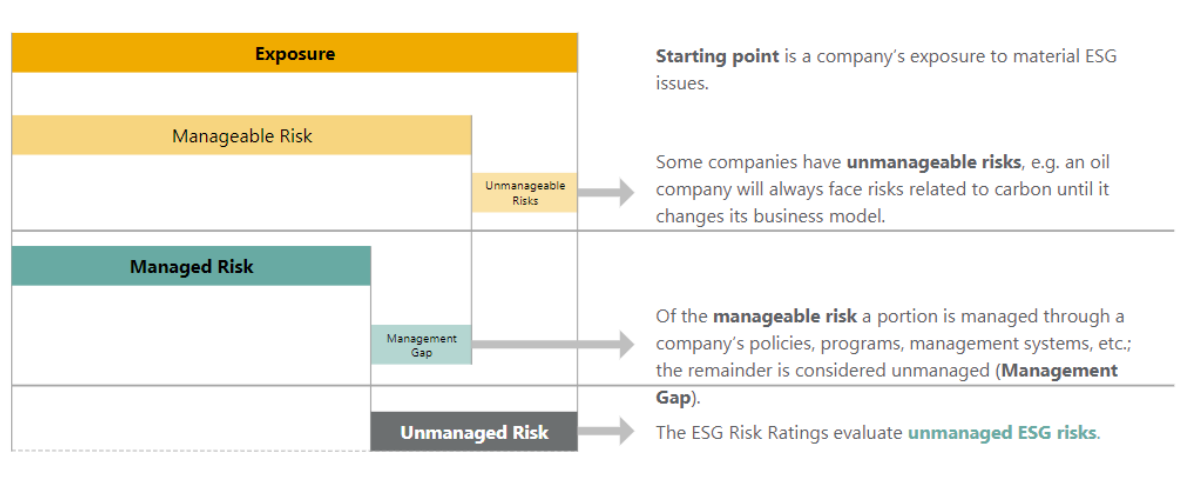 Exposure
Starting point is a company's exposure to material ESG
issues.
Manageable Risk
Unmanageable
Risks
Some companies have unmanageable risks, e.g. an oil
company will always face risks related to carbon until it
changes its business model.
Managed Risk
Management
Gap
Of the manageable risk a portion is managed through a
company's policies, programs, management systems, etc.;
the remainder is considered unmanaged (Management
Gap).
Unmanaged Risk
The ESG Risk Ratings evaluate unmanaged ESG risks.